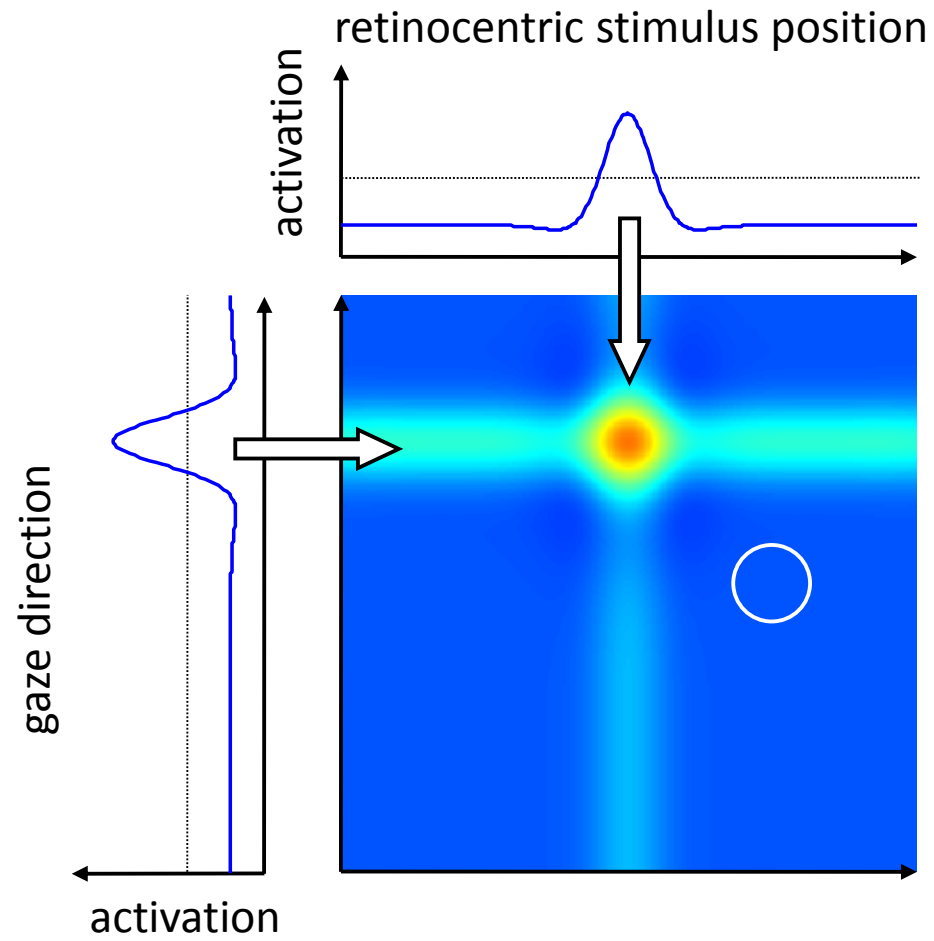 retinocentric stimulus position
activation
gaze direction
activation